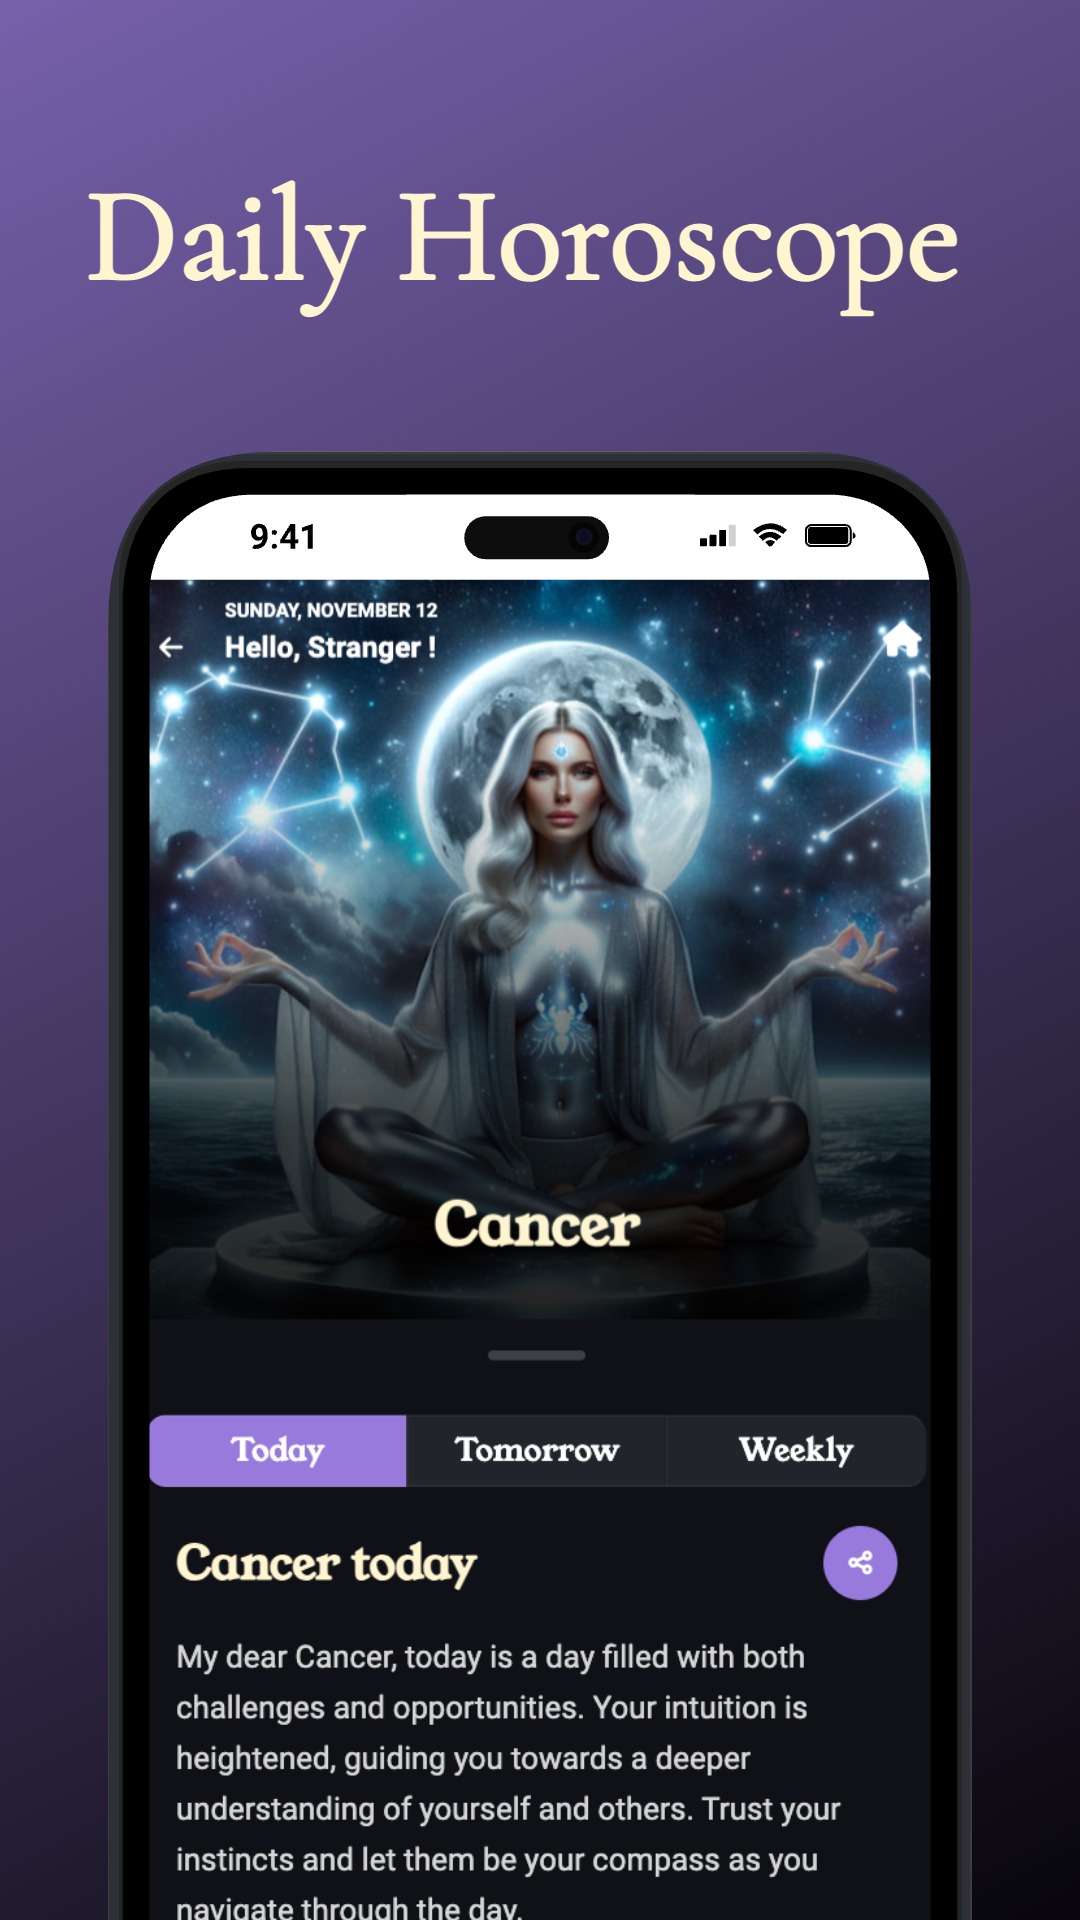 Daily Horoscope
9:41
SUNDAY, NOVEMBER 12
Hello, Stranger !
Cancer
Today
Tomorrow
Weekly
Cancer today
My dear Cancer, today is a day filled with both
challenges and opportunities. Your intuition is
heightened, guiding you towards a deeper
understanding of yourself and others. Trust your
instincts and let them be your compass as you
navigate through the day.